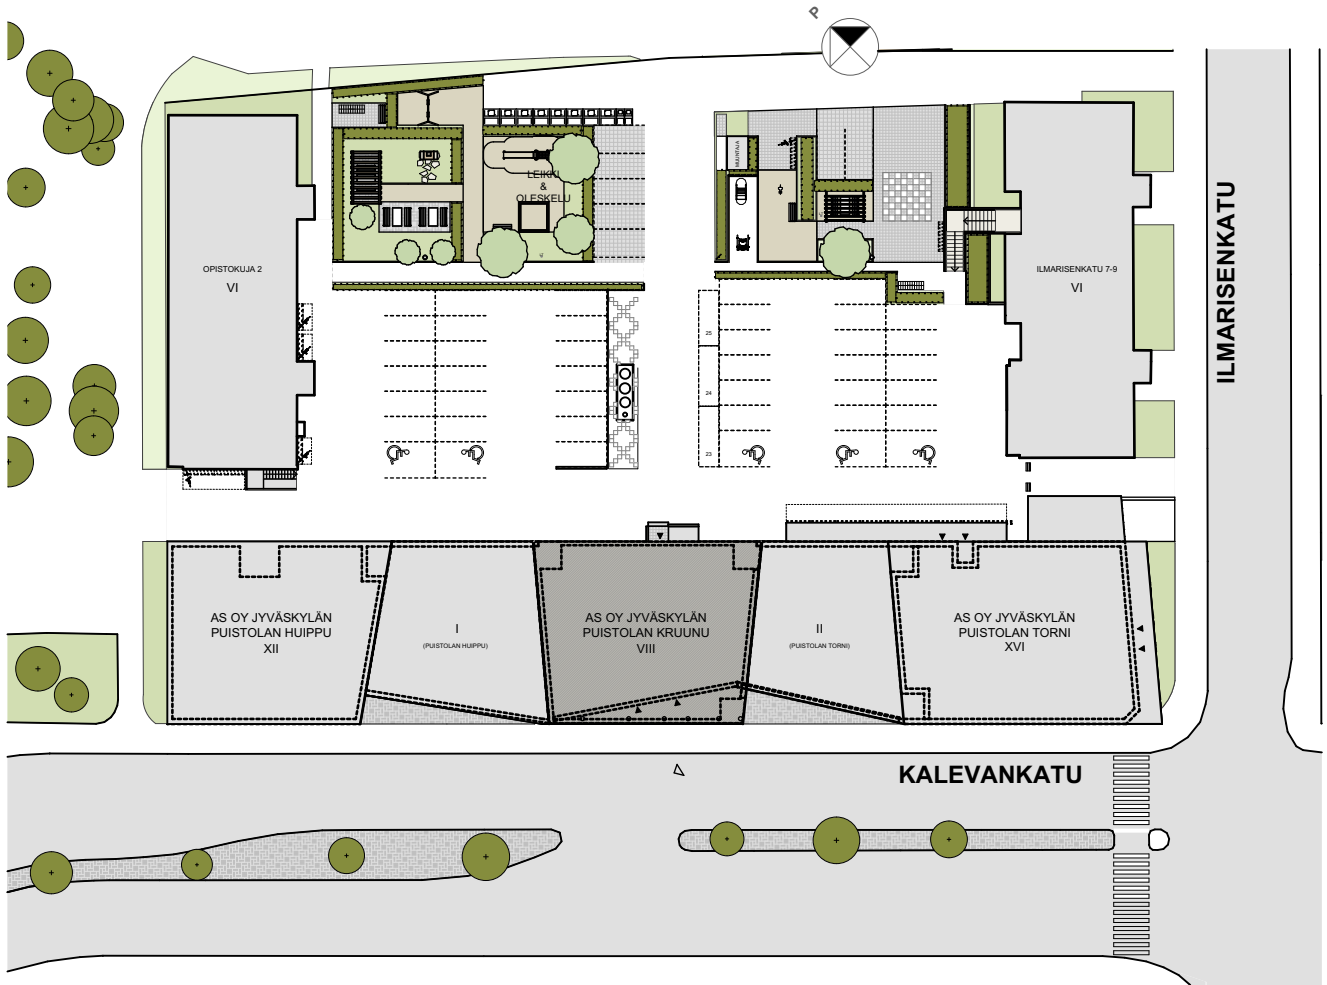 P
LEIKKI
&
OLESKELU
MUUNTAJA
OPISTOKUJA 2
VI
ILMARISENKATU 7-9
VI
ILMARISENKATU
25
24
23
AS OY JYVÄSKYLÄN
PUISTOLAN HUIPPU
XII
I
(PUISTOLAN HUIPPU)
AS OY JYVÄSKYLÄN
PUISTOLAN KRUUNU
VIII
II
(PUISTOLAN TORNI)
AS OY JYVÄSKYLÄN
PUISTOLAN TORNI
XVI
KALEVANKATU